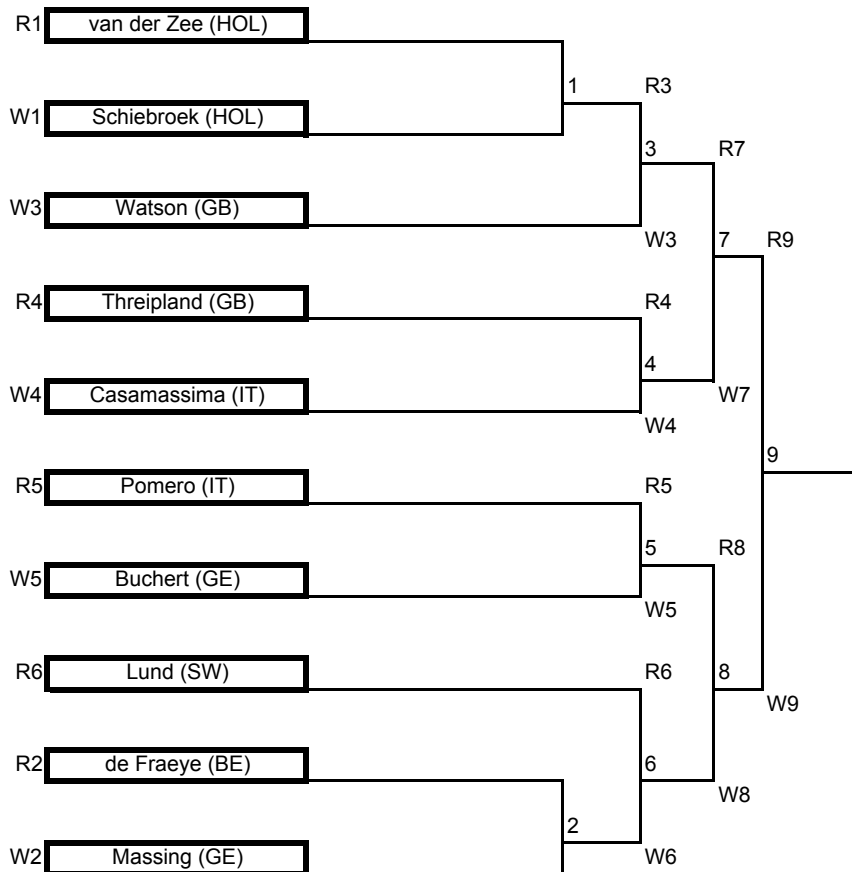 R1 van der Zee (HOL)
1 R3
W1 Schiebroek (HOL)
3 R7
W3 Watson (GB)
W3 7 R9
R4 Threipland (GB) R4
4
W4 Casamassima (IT) W7
W4
9
R5 Pomero (IT) R5
5 R8
W5 Buchert (GE)
W5
R6 Lund (SW) R6 8
W9
R2 de Fraeye (BE) 6
W8
2
W2 Massing (GE) W6